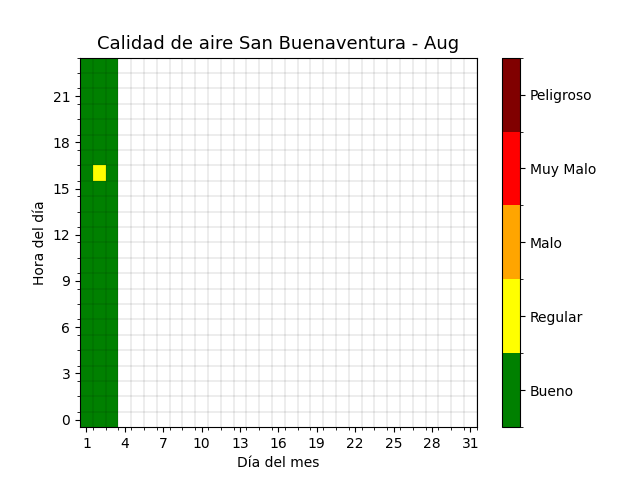 Calidad de aire San Buenaventura - Aug
Hora del día
21
18
15
12
9
6
3
0
1 4 7 10 13 16 19 22 25 28 31
Día del mes
Peligroso
Muy Malo
Malo
Regular
Bueno